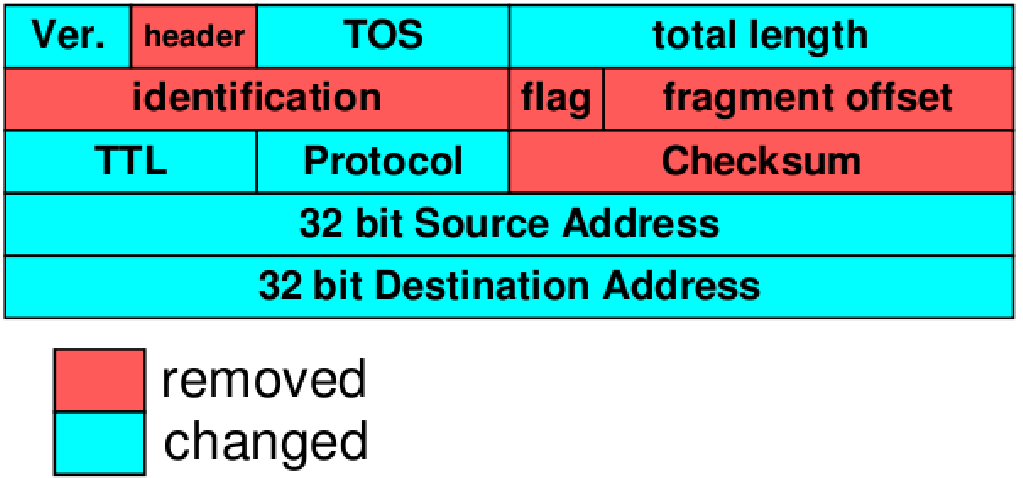 Ver. header TOS total length
identification flag fragment offset
TTL Protocol Checksum
32 bit Source Address
32 bit Destination Address
removed
changed